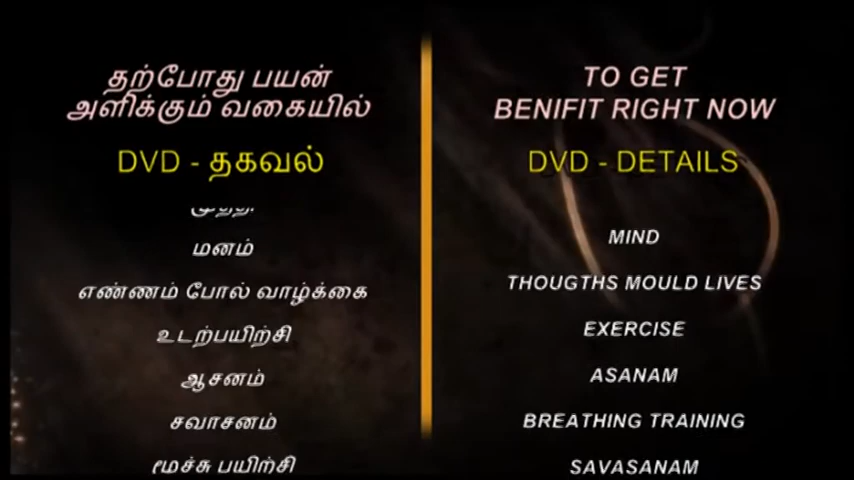 தற்போது பயன்
அளிக்கும் வகையில்
DVD - தகவல்
மனம்
எண்ணம் போல் வாழ்க்கை
உடற்பயிற்சி
ஆசனம்
சவாசனம்
மூச்சு பயிற்சி
TO GET
BENIFIT RIGHT NOW
DVD - DETAILS
MIND
THOUGTHS MOULD LIVES
EXERCISE
ASANAM
BREATHING TRAINING
SAVASANAM